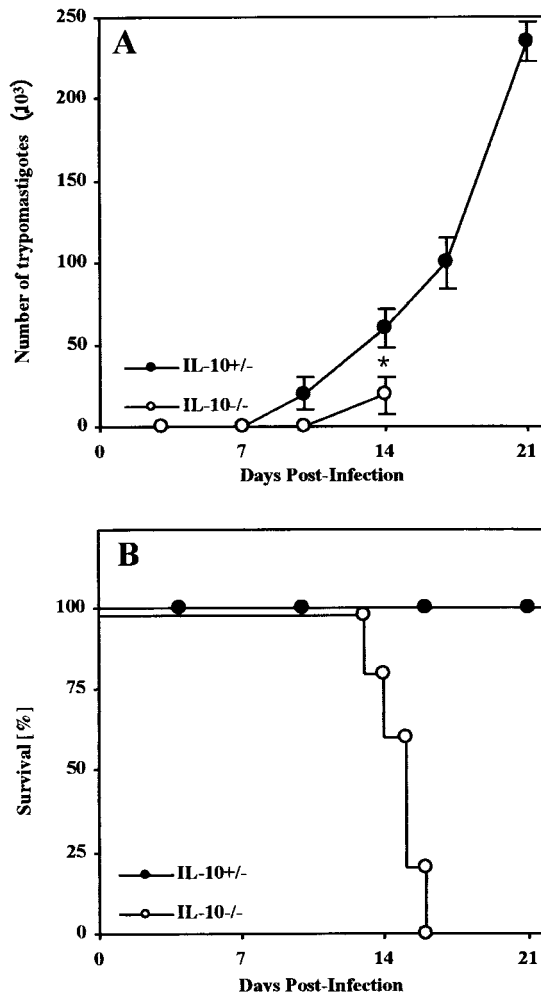 A
Number of trypomastigotes (10³)
250
200
150
100
50
0
IL-10+/-
IL-10-/-
*
0 7 14 21
Days Post-Infection
B
Survival [%]
100
75
50
25
0
IL-10+/-
IL-10-/-
0 7 14 21
Days Post-Infection